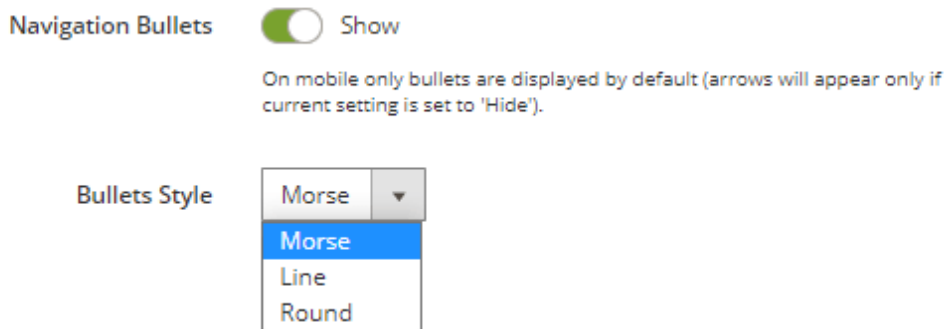 Navigation Bullets Show
On mobile only bullets are displayed by default (arrows will appear only if
current setting is set to 'Hide').
Bullets Style Morse
Morse
Line
Round